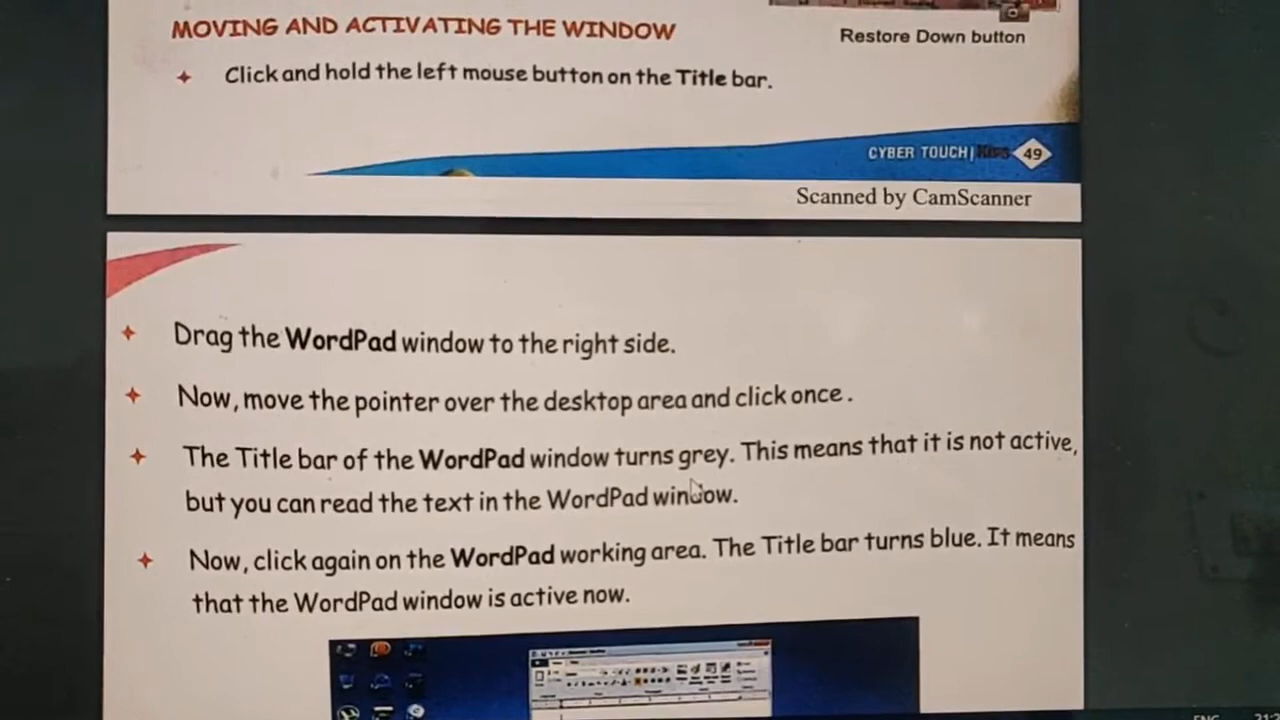 MOVING AND ACTIVATING THE WINDOW
Restore Down button
Click and hold the left mouse button on the Title bar.
CYBER TOUCH| Kips 49
Scanned by CamScanner
Drag the WordPad window to the right side.
Now, move the pointer over the desktop area and click once.
The Title bar of the WordPad window turns grey. This means that it is not active,
but you can read the text in the WordPad window.
Now, click again on the WordPad working area. The Title bar turns blue. It means
that the WordPad window is active now.
ENG